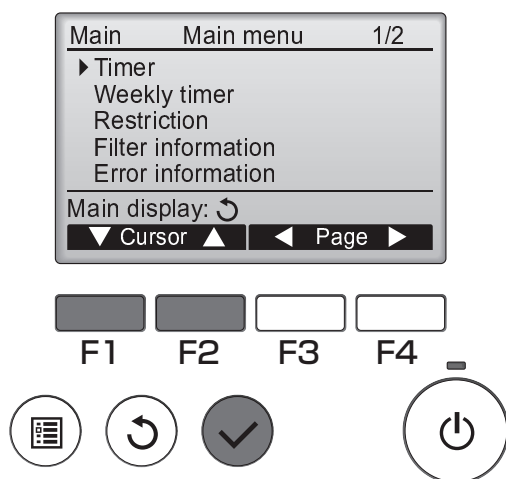 Main Main menu 1/2
Timer
Weekly timer
Restriction
Filter information
Error information
Main display:
Cursor Page
F1 F2 F3 F4